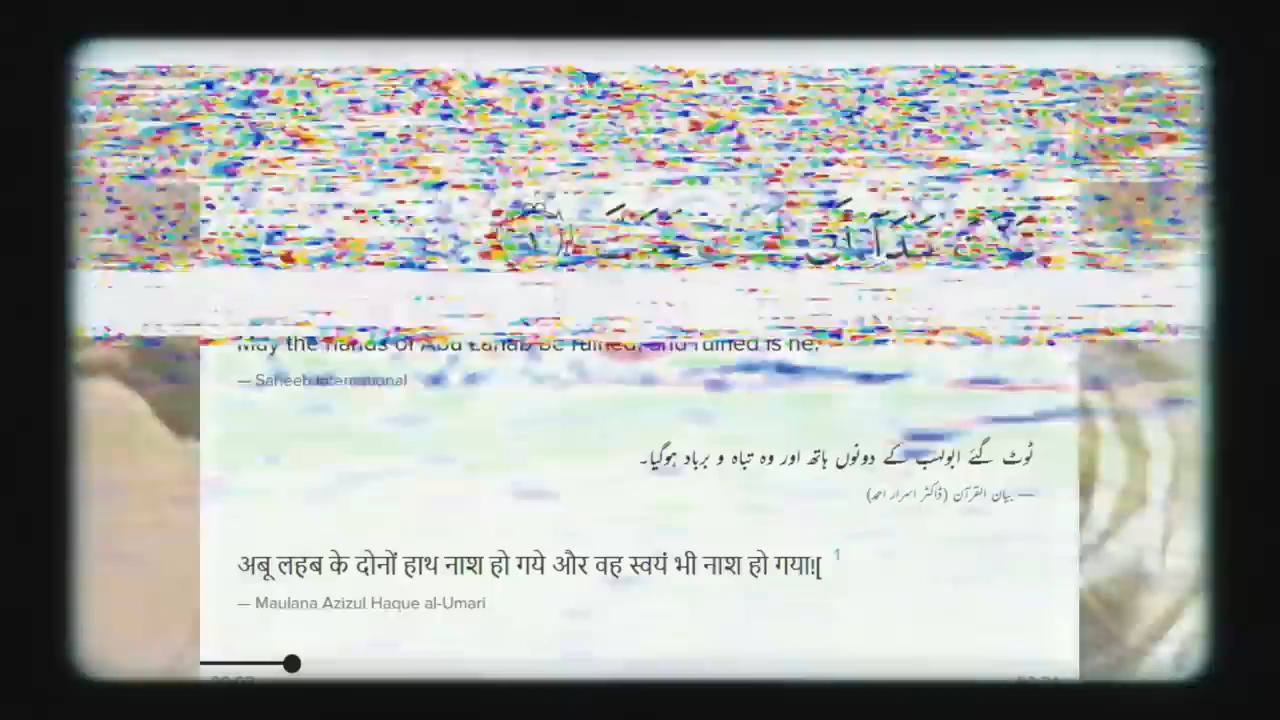 May the hands of Abu Lahab be ruined, and ruined is he.
— Saheeh International
ٹوٹ گئے ابولہب کے دونوں ہاتھ اور وہ تباہ و برباد ہوگیا۔
— بیان القرآن (ڈاکٹر اسرار احمد)
अबू लहब के दोनों हाथ नाश हो गये और वह स्वयं भी नाश हो गया![ 1
— Maulana Azizul Haque al-Umari